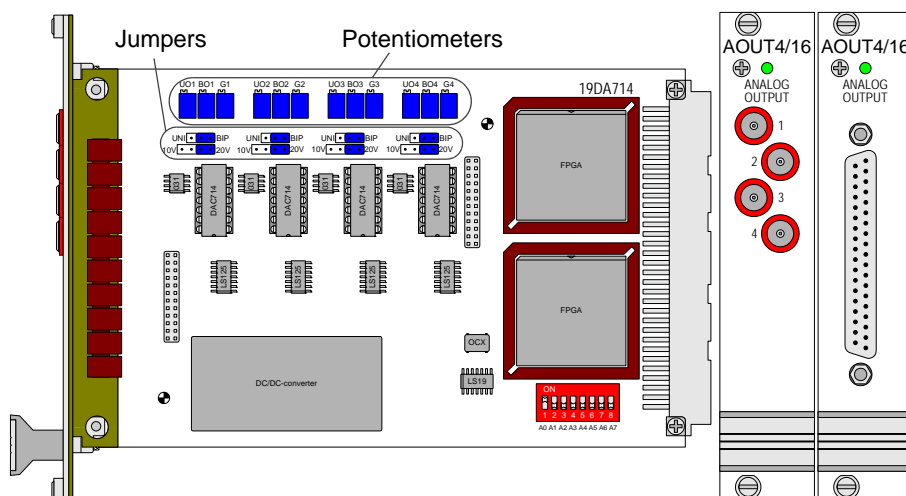 Jumpers
Potentiometers
AOUT4/16
AOUT4/16
ANALOG
OUTPUT
ANALOG
OUTPUT
1
2
3
4
19DA714
UO1 BO1 G1
UO2 BO2 G2
UO3 BO3 G3
UO4 BO4 G4
UNI BIP
10V 20V
UNI BIP
10V 20V
UNI BIP
10V 20V
UNI BIP
10V 20V
DAC714
DAC714
DAC714
DAC714
FPGA
LS125
LS125
LS125
LS125
FPGA
OCX
DC/DC-converter
LS19
ON
1 2 3 4 5 6 7 8
A0 A1 A2 A3 A4 A5 A6 A7